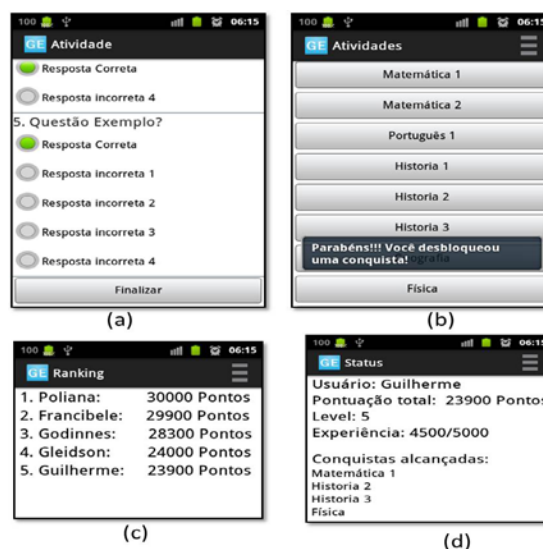 100 06:15
GE Atividade
Resposta Correta
Resposta incorreta 4
5. Questão Exemplo?
Resposta Correta
Resposta incorreta 1
Resposta incorreta 2
Resposta incorreta 3
Resposta incorreta 4
Finalizar
(a)
100 06:15
GE Atividades
Matemática 1
Matemática 2
Português 1
Historia 1
Historia 2
Historia 3
Parabéns!!! Você desbloqueou
uma conquista!
Física
(b)
100 06:15
GE Ranking
1. Poliana: 30000 Pontos
2. Francibele: 29900 Pontos
3. Godinnes: 28300 Pontos
4. Gleidson: 24000 Pontos
5. Guilherme: 23900 Pontos
(c)
100 06:15
GE Status
Usuário: Guilherme
Pontuação total: 23900 Pontos
Level: 5
Experiência: 4500/5000
Conquistas alcançadas:
Matemática 1
Historia 2
Historia 3
Física
(d)